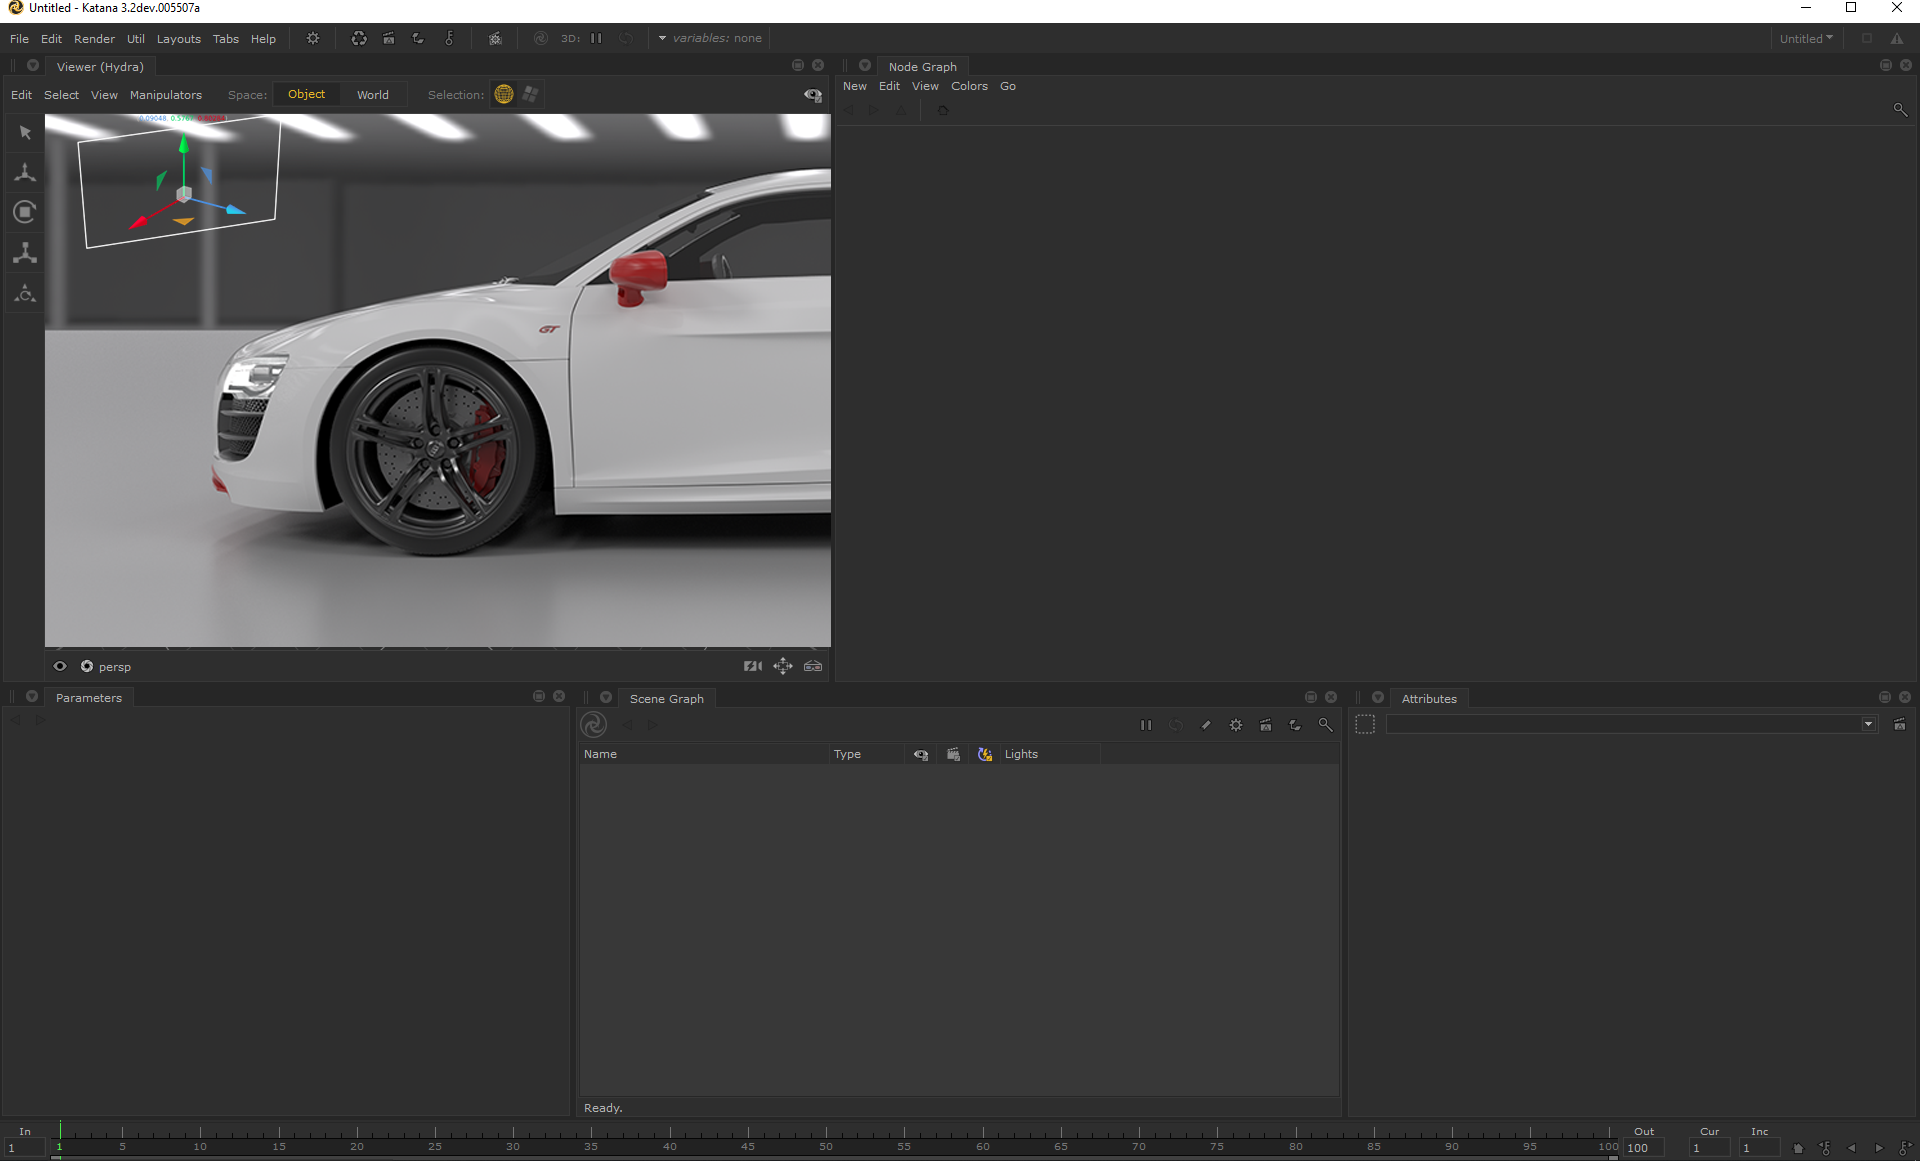 Untitled - Katana 3.2dev.005507a
File Edit Render Util Layouts Tabs Help 3D: variables: none Untitled
Viewer (Hydra)
Edit Select View Manipulators Space: Object World Selection:
GT
persp
Node Graph
New Edit View Colors Go
Parameters
Scene Graph
Name Type Lights
Ready.
Attributes
In Out Cur Inc
1 1 5 10 15 20 25 30 35 40 45 50 55 60 65 70 75 80 85 90 95 100 100 1 1